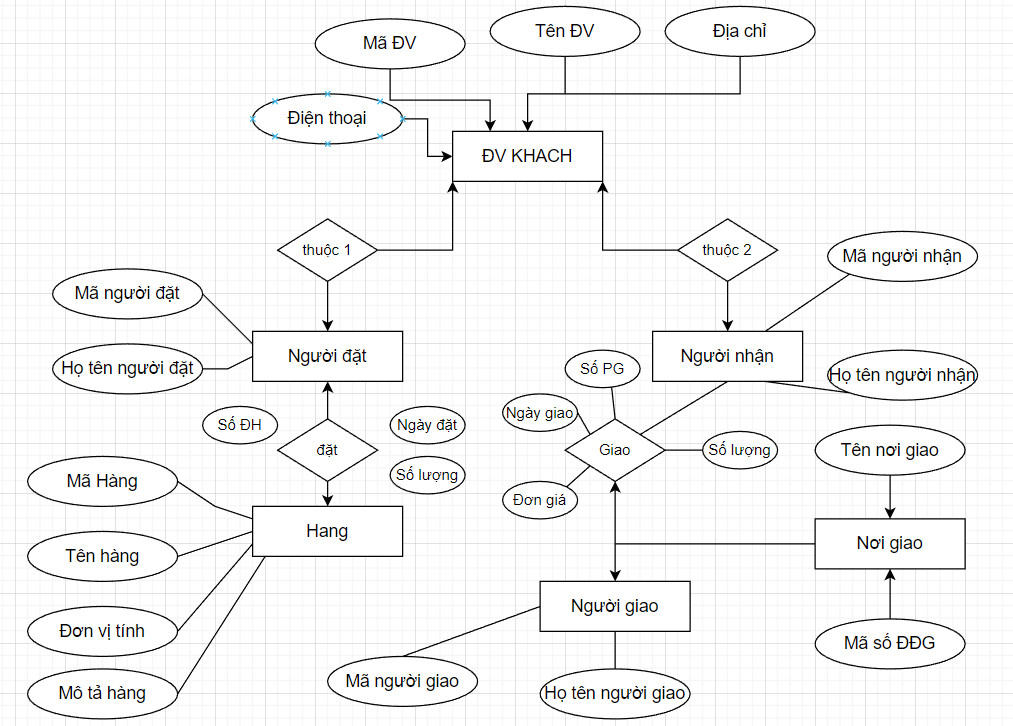 Tên ĐV
Địa chỉ
Mã ĐV
Điện thoại
ĐV KHACH
thuộc 1
thuộc 2
Mã người nhận
Mã người đặt
Người đặt
Người nhận
Họ tên người đặt
Số PG
Họ tên người nhận
Ngày giao
Số ĐH
Ngày đặt
đặt
Giao
Số lượng
Tên nơi giao
Số lượng
Mã Hàng
Đơn giá
Hang
Nơi giao
Tên hàng
Người giao
Đơn vị tính
Mã số ĐĐG
Mã người giao
Mô tả hàng
Họ tên người giao